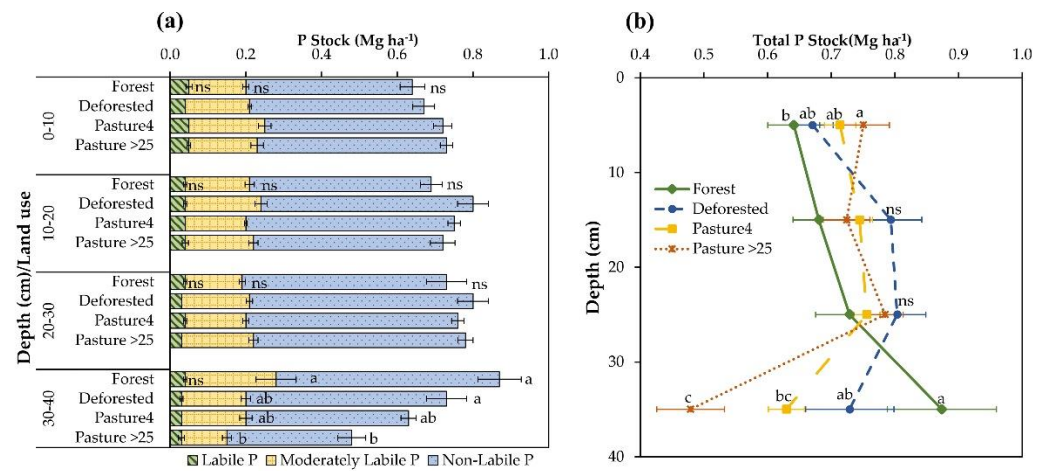 (a)
P Stock (Mg ha-1)
0.0 0.2 0.4 0.6 0.8 1.0
Depth (cm)/Land use
0-10
Forest ns ns ns
Deforested
Pasture4
Pasture >25
10-20
Forest ns ns ns
Deforested
Pasture4
Pasture >25
20-30
Forest ns ns ns
Deforested
Pasture4
Pasture >25
30-40
Forest ns a a
Deforested ab a
Pasture4 ab ab
Pasture >25 b b
Labile P Moderately Labile P Non-Labile P
(b)
Total P Stock(Mg ha-1)
0.4 0.5 0.6 0.7 0.8 0.9 1.0
Depth (cm)
0
10
20
30
40
b ab ab a
Forest
Deforested
Pasture4
Pasture >25
ns
ns
c bc ab a